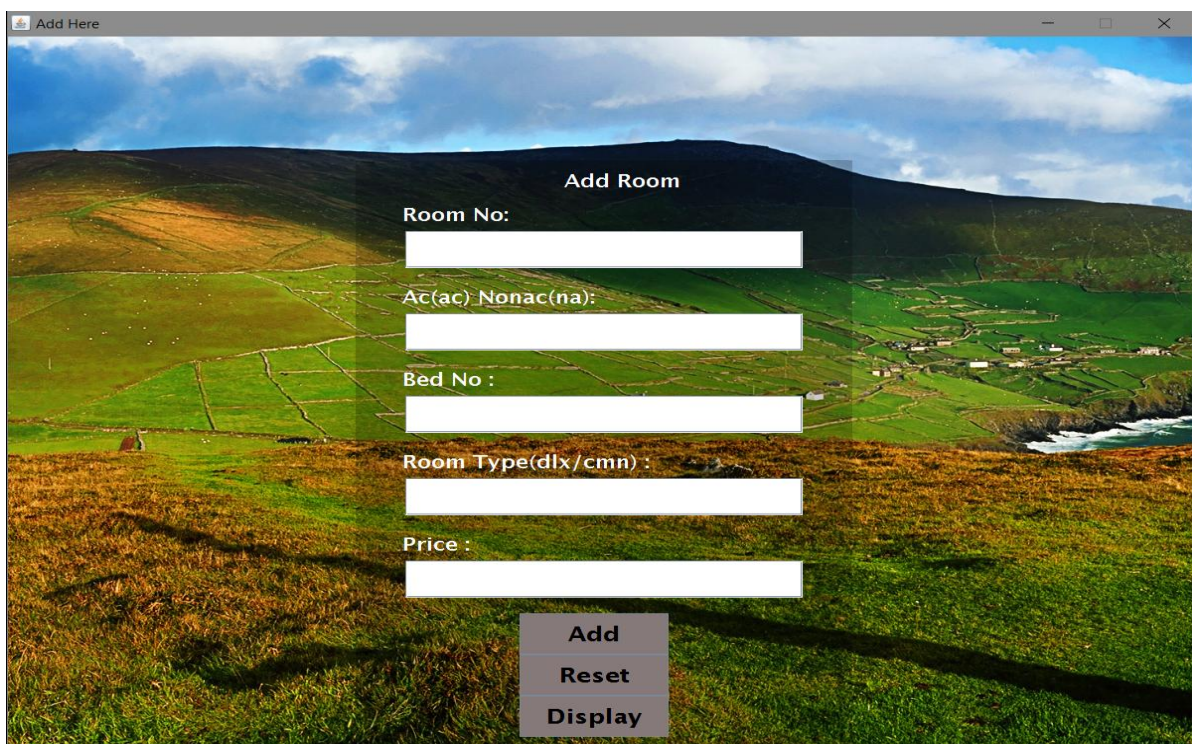 Add Here
Add Room
Room No:
Ac(ac) Nonac(na):
Bed No :
Room Type(dlx/cmn) :
Price :
Add
Reset
Display